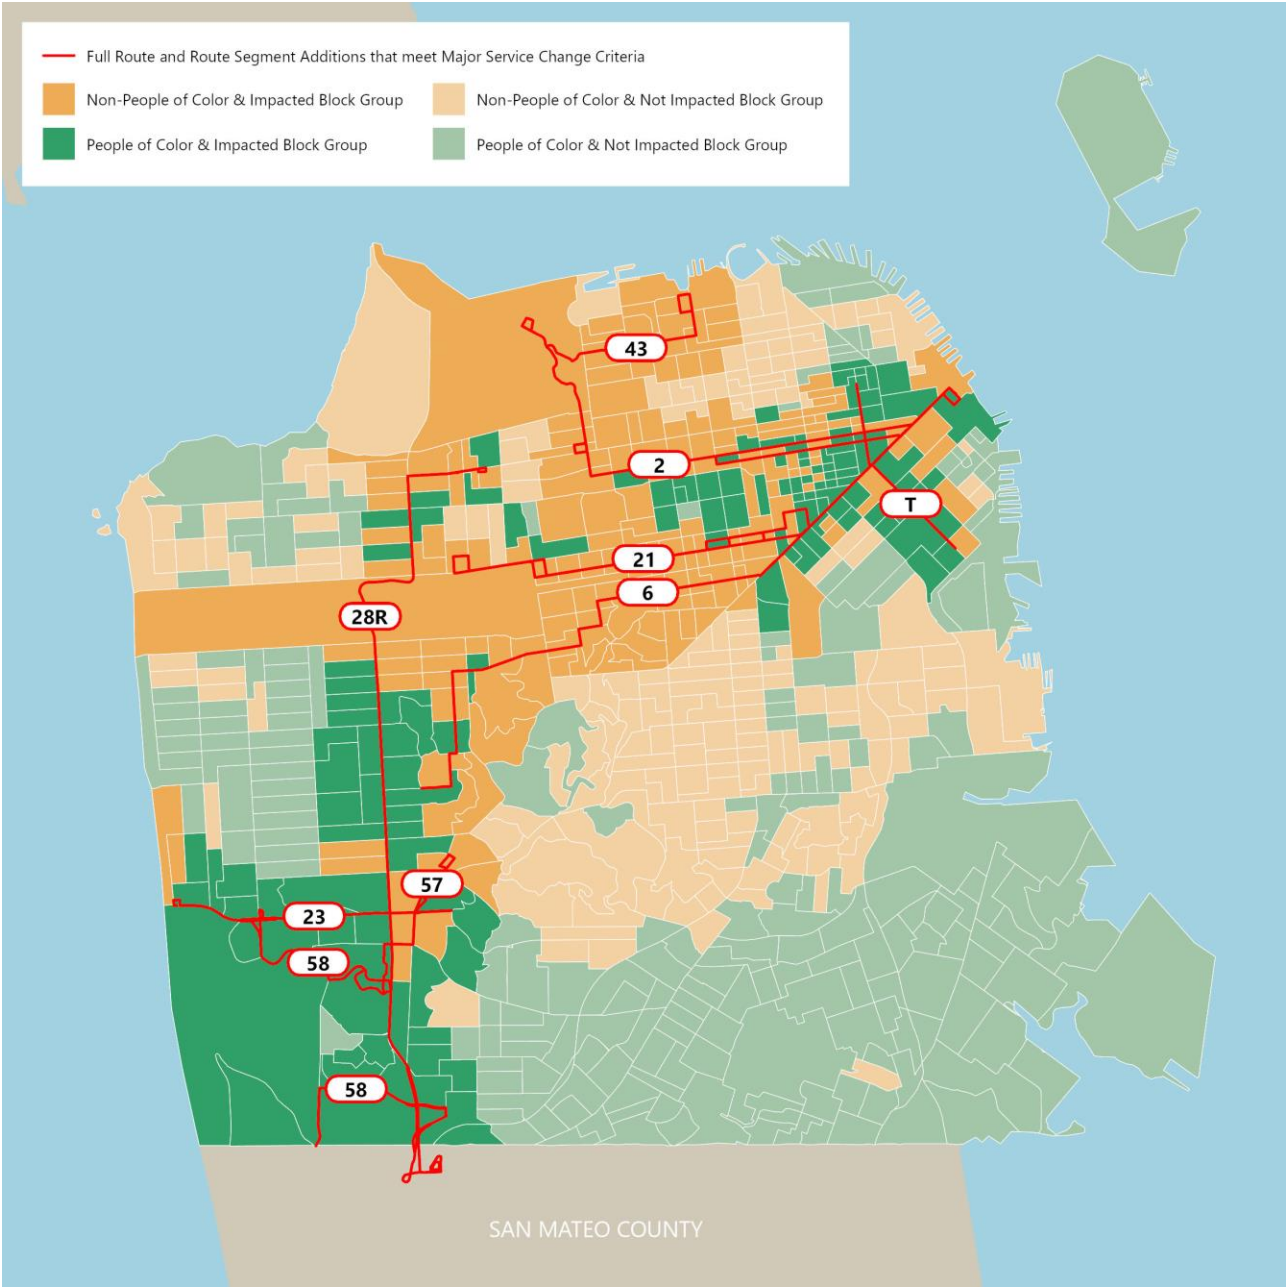 Full Route and Route Segment Additions that meet Major Service Change Criteria
Non-People of Color & Impacted Block Group
Non-People of Color & Not Impacted Block Group
People of Color & Impacted Block Group
People of Color & Not Impacted Block Group
43
2
T
21
6
28R
57
23
58
58
SAN MATEO COUNTY